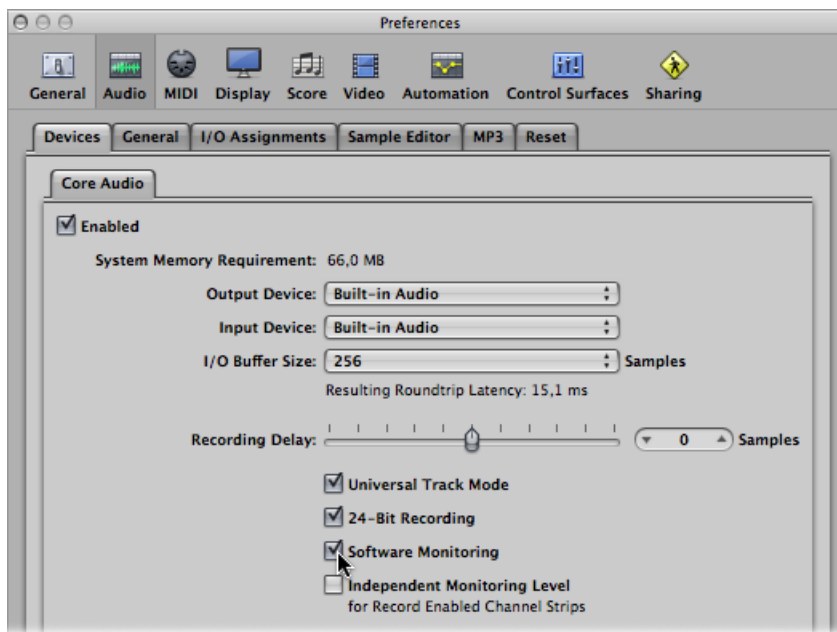 Preferences
General Audio MIDI Display Score Video Automation Control Surfaces Sharing
Devices General I/O Assignments Sample Editor MP3 Reset
Core Audio
Enabled
System Memory Requirement: 66,0 MB
Output Device: Built-in Audio
Input Device: Built-in Audio
I/O Buffer Size: 256 Samples
Resulting Roundtrip Latency: 15,1 ms
Recording Delay: 0 Samples
Universal Track Mode
24-Bit Recording
Software Monitoring
Independent Monitoring Level
for Record Enabled Channel Strips